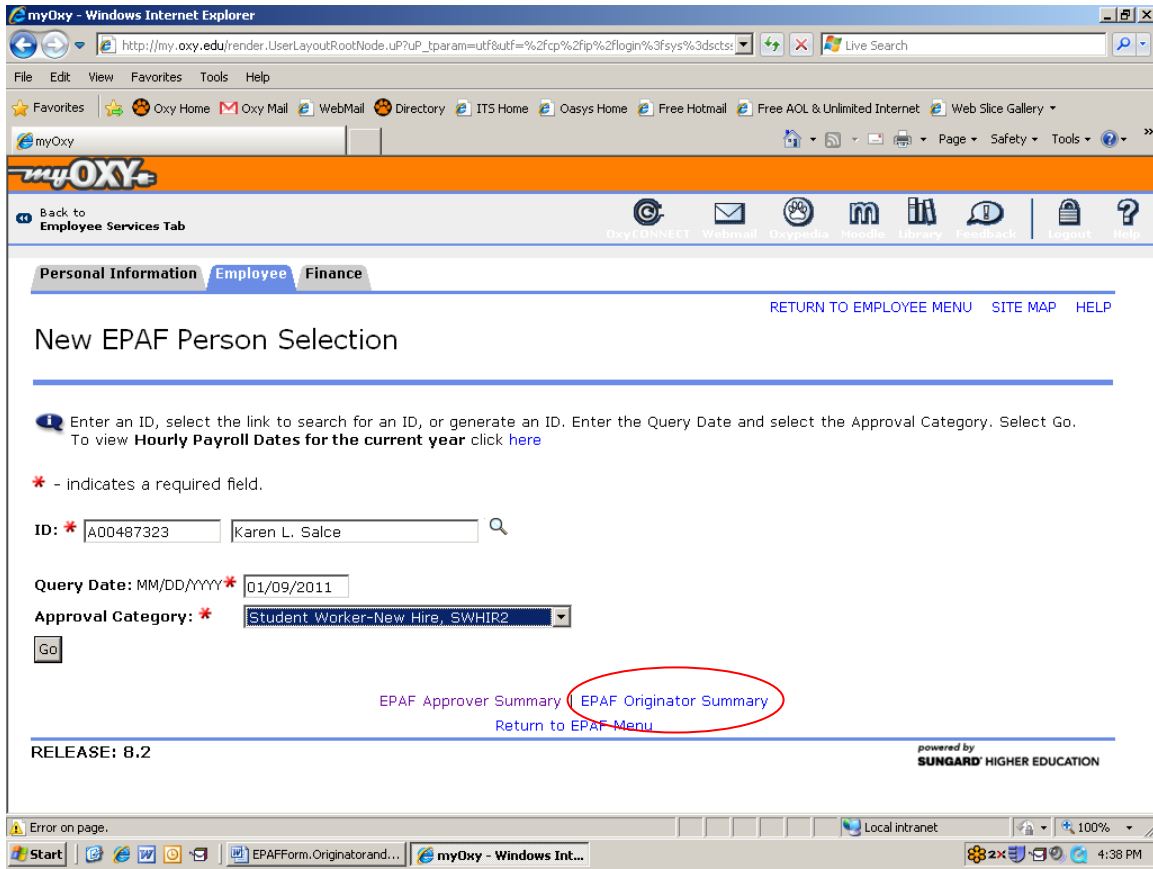 myOxy - Windows Internet Explorer
http://my.oxy.edu/render.UserLayoutRootNode.uP?uP_tparam=utf&utf=%2fcp%2fip%2flogin%3fsys%3dscts:
Live Search
File Edit View Favorites Tools Help
Favorites Oxy Home Oxy Mail WebMail Directory ITS Home Oasys Home Free Hotmail Free AOL & Unlimited Internet Web Slice Gallery
myOxy
Page Safety Tools
myOXY
Back to
Employee Services Tab
OxyCONNECT Webmail Oxypedia Moodle Library Feedback Logout Help
Personal Information Employee Finance
RETURN TO EMPLOYEE MENU SITE MAP HELP
New EPAF Person Selection
Enter an ID, select the link to search for an ID, or generate an ID. Enter the Query Date and select the Approval Category. Select Go.
To view Hourly Payroll Dates for the current year click here
* - indicates a required field.
ID: * A00487323 Karen L. Salce
Query Date: MM/DD/YYYY* 01/09/2011
Approval Category: * Student Worker-New Hire, SWHIR2
Go
EPAF Approver Summary | EPAF Originator Summary
Return to EPAF Menu
RELEASE: 8.2
powered by
SUNGARD® HIGHER EDUCATION
Error on page.
Local intranet
100%
Start
EPAFForm.Originatorand...
myOxy - Windows Int...
2X
4:38 PM